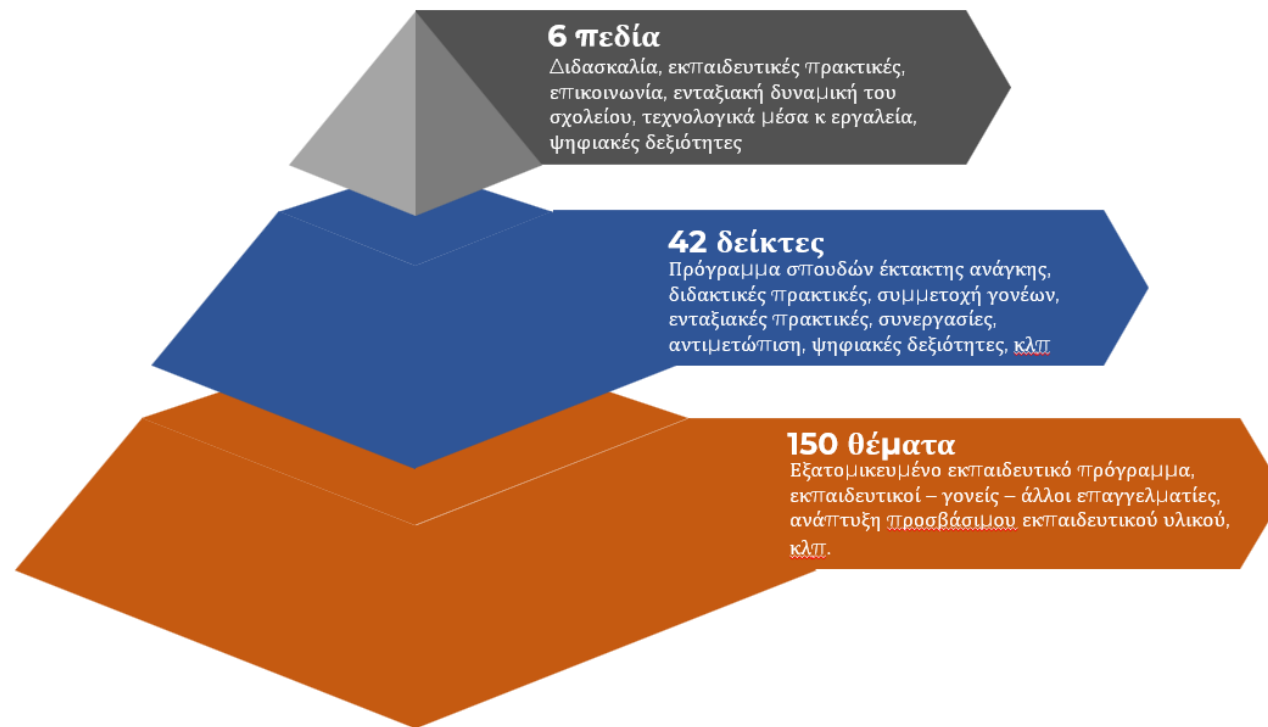 6 πεδία
Διδασκαλία, εκπαιδευτικές πρακτικές,
επικοινωνία, ενταξιακή δυναμική του
σχολείου, τεχνολογικά μέσα κ εργαλεία,
ψηφιακές δεξιότητες
42 δείκτες
Πρόγραμμα σπουδών έκτακτης ανάγκης,
διδακτικές πρακτικές, συμμετοχή γονέων,
ενταξιακές πρακτικές, συνεργασίες,
αντιμετώπιση, ψηφιακές δεξιότητες, κλπ
150 θέματα
Εξατομικευμένο εκπαιδευτικό πρόγραμμα,
εκπαιδευτικοί – γονείς – άλλοι επαγγελματίες,
ανάπτυξη προσβάσιμου εκπαιδευτικού υλικού,
κλπ.